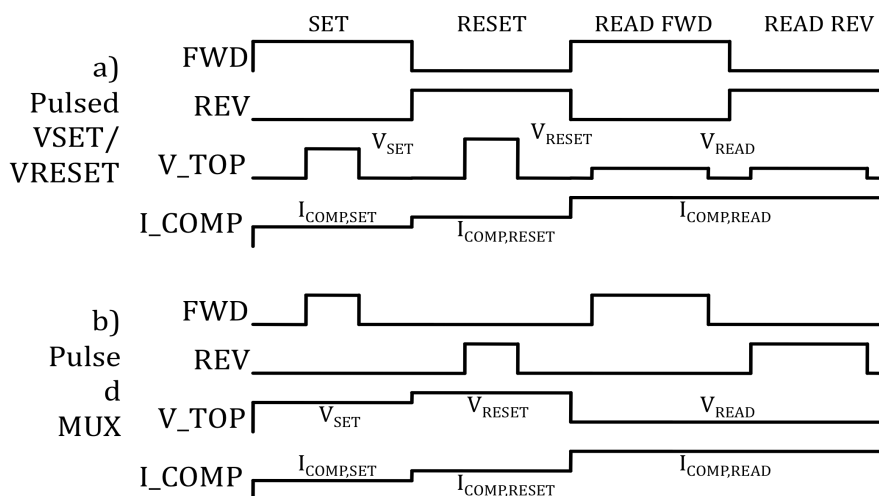 SET RESET READ FWD READ REV
a)
Pulsed
VSET/
VRESET
FWD
REV
V_TOP
V_SET V_RESET V_READ
I_COMP
I_COMP,SET I_COMP,RESET I_COMP,READ
b)
Pulse
d
MUX
FWD
REV
V_TOP
V_SET V_RESET V_READ
I_COMP
I_COMP,SET I_COMP,RESET I_COMP,READ